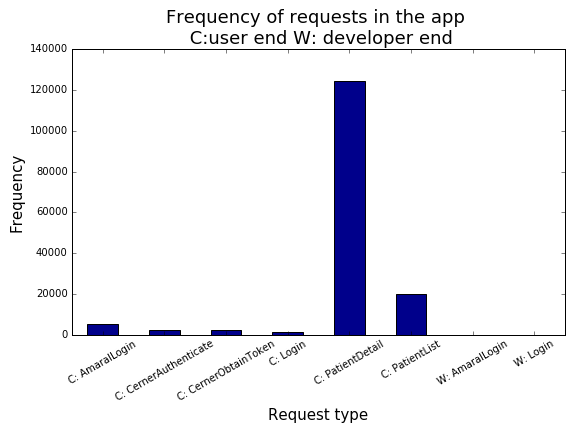 Frequency of requests in the app
C:user end W: developer end
140000
120000
100000
80000
60000
40000
20000
0
Frequency
C: AmaralLogin
C: CernerAuthenticate
C: CernerObtainToken
C: Login
C: PatientDetail
C: PatientList
W: AmaralLogin
W: Login
Request type